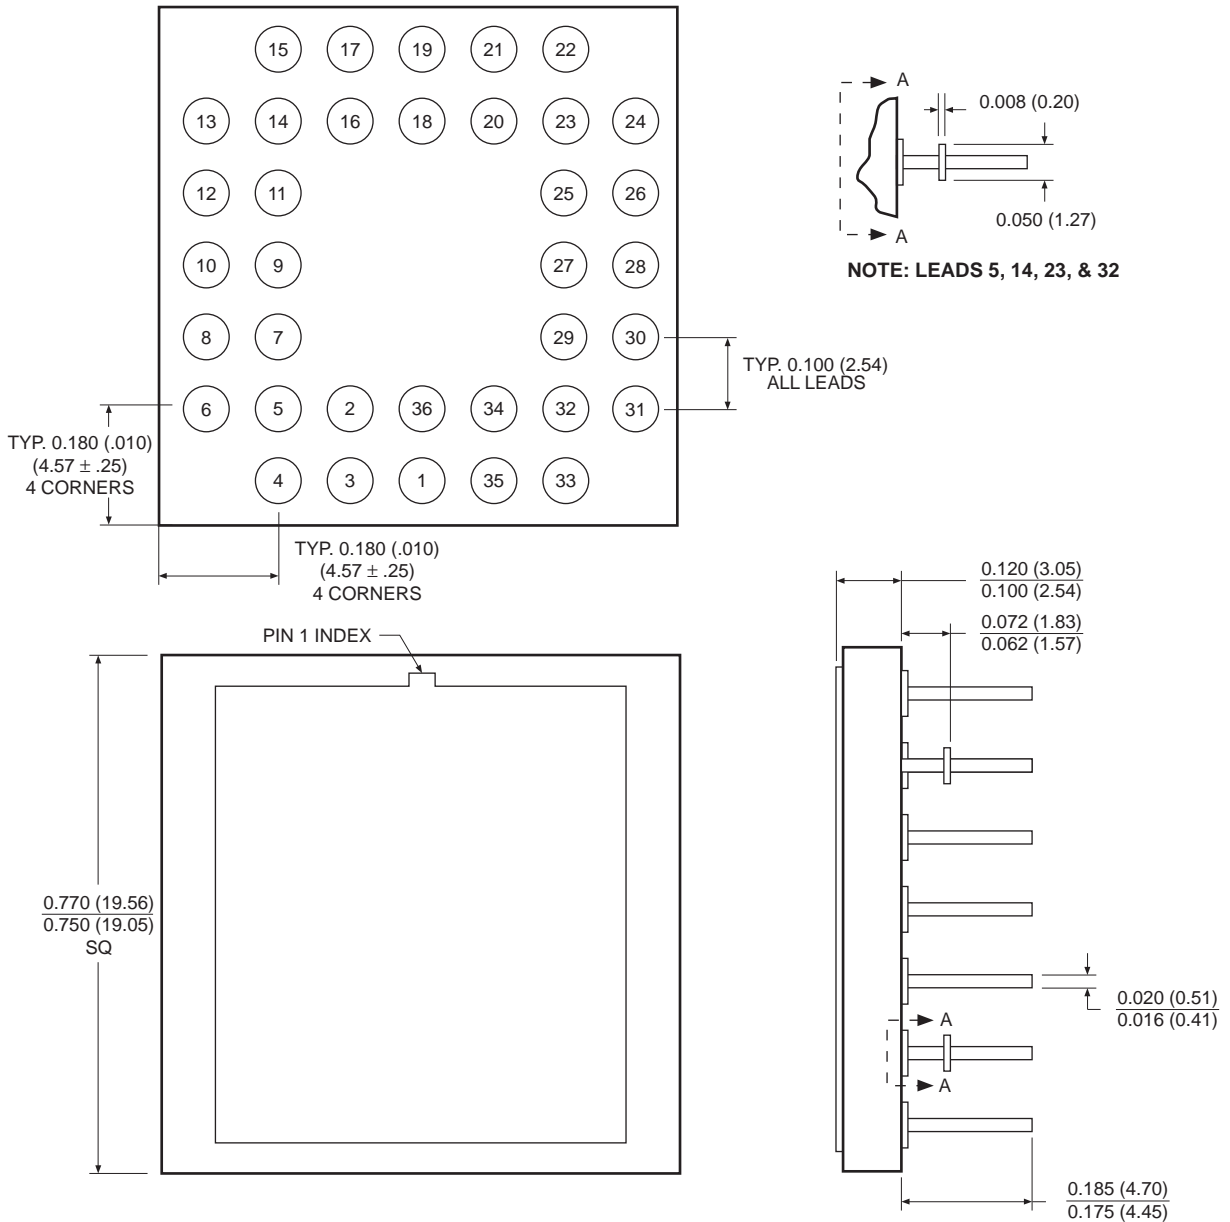 15 17 19 21 22
13 14 16 18 20 23 24
12 11 25 26
10 9 27 28
8 7 29 30
6 5 2 36 34 32 31
4 3 1 35 33
TYP. 0.100 (2.54)
ALL LEADS
TYP. 0.180 (.010)
(4.57 ± .25)
4 CORNERS
TYP. 0.180 (.010)
(4.57 ± .25)
4 CORNERS
A
0.008 (0.20)
0.050 (1.27)
A
NOTE: LEADS 5, 14, 23, & 32
PIN 1 INDEX
0.770 (19.56)
0.750 (19.05)
SQ
0.120 (3.05)
0.100 (2.54)
0.072 (1.83)
0.062 (1.57)
0.020 (0.51)
0.016 (0.41)
A
A
0.185 (4.70)
0.175 (4.45)